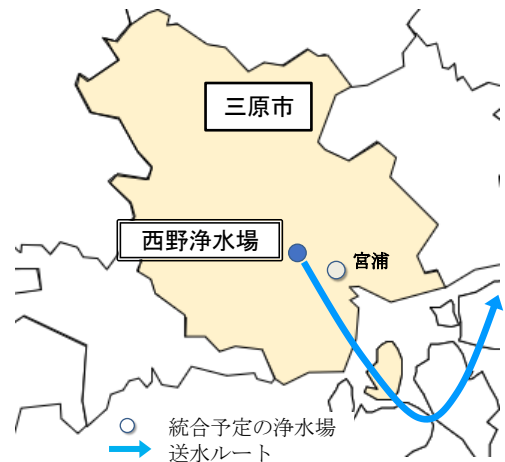 三原市
西野浄水場
宮浦
統合予定の浄水場
送水ルート